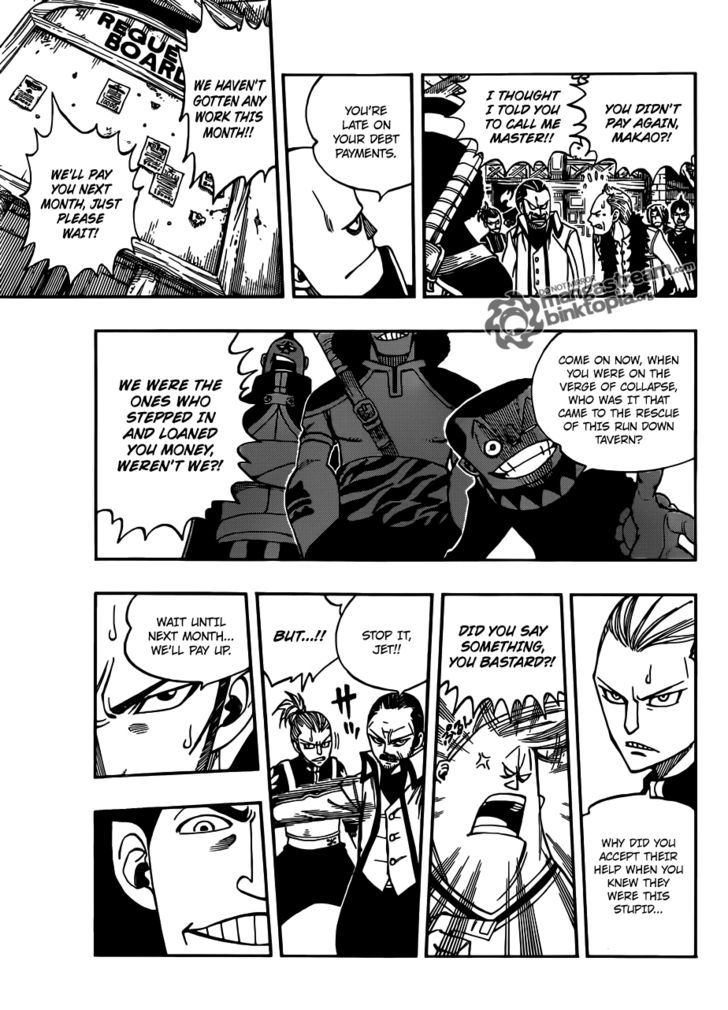 YOU DIDN'T
PAY AGAIN,
MAKAO?!
I THOUGHT
I TOLD YOU
TO CALL ME
MASTER!!
DO NOT MIRROR
mangastream.com
binktopia.org
YOU'RE
LATE ON
YOUR DEBT
PAYMENTS.
WE HAVEN'T
GOTTEN ANY
WORK THIS
MONTH!!
REQUE
BOARD
WE'LL PAY
YOU NEXT
MONTH, JUST
PLEASE
WAIT!
COME ON NOW, WHEN
YOU WERE ON THE
VERGE OF COLLAPSE,
WHO WAS IT THAT
CAME TO THE RESCUE
OF THIS RUN DOWN
TAVERN?
WE WERE THE
ONES WHO
STEPPED IN
AND LOANED
YOU MONEY,
WEREN'T WE?!
WHY DID YOU
ACCEPT THEIR
HELP WHEN YOU
KNEW THEY
WERE THIS
STUPID...
DID YOU SAY
SOMETHING,
YOU BASTARD?!
STOP IT,
JET!!
BUT...!!
WAIT UNTIL
NEXT MONTH...
WE'LL PAY UP.